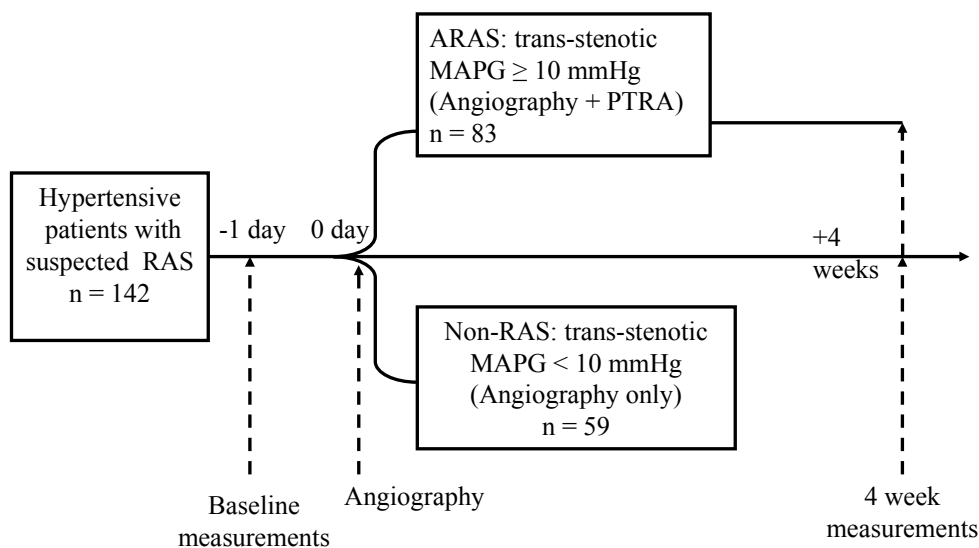 ARAS: trans-stenotic
MAPG ≥ 10 mmHg
(Angiography + PTRA)
n = 83
Hypertensive
patients with
suspected RAS
n = 142
-1 day
0 day
+4
weeks
Non-RAS: trans-stenotic
MAPG < 10 mmHg
(Angiography only)
n = 59
Baseline
measurements
Angiography
4 week
measurements